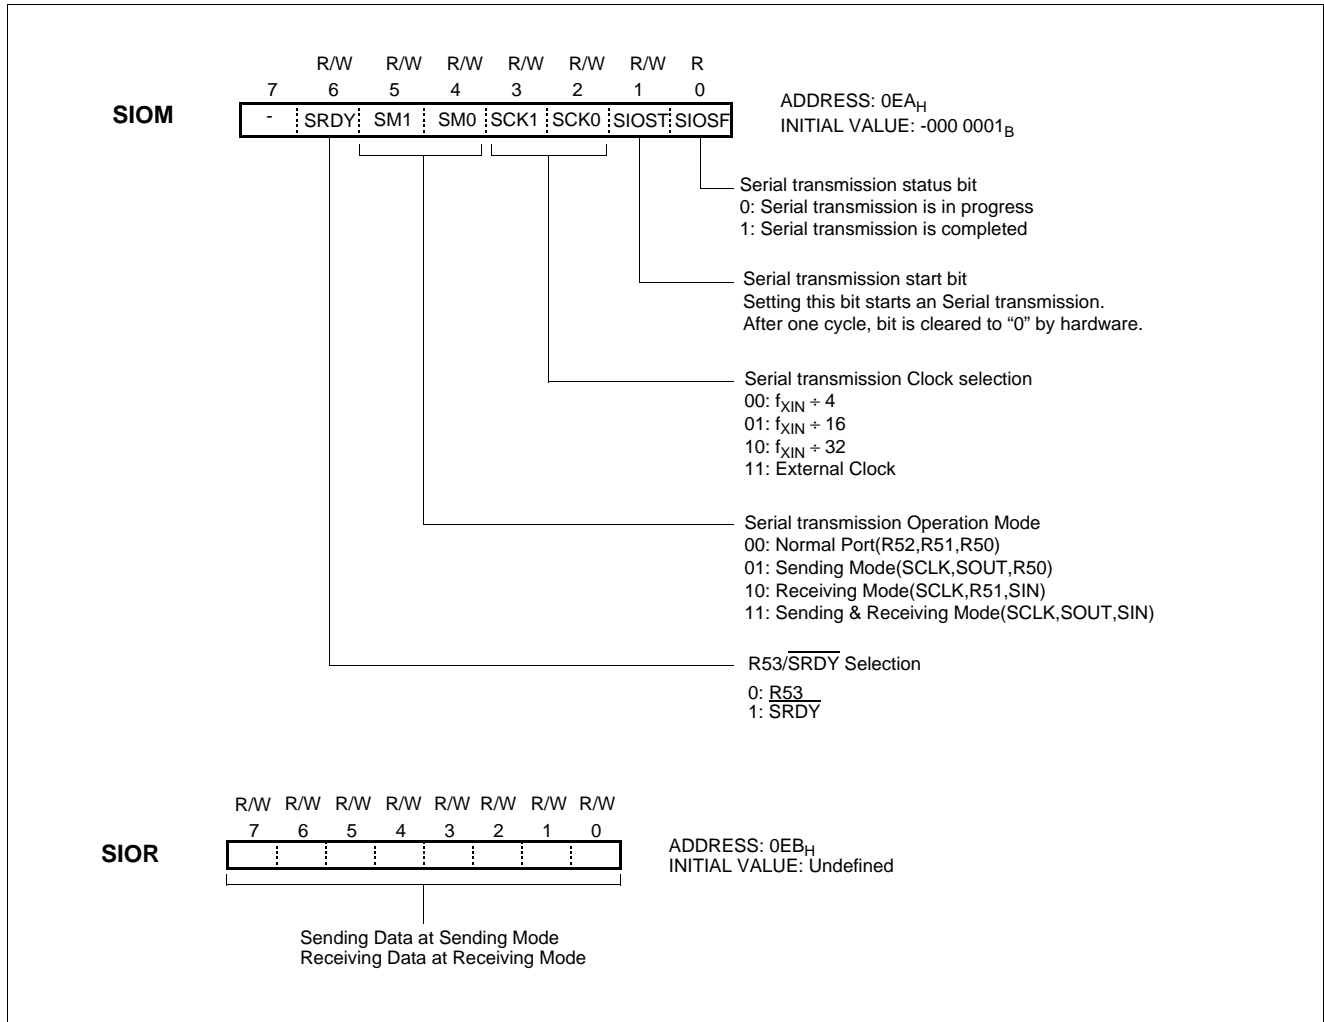 R/W R/W R/W R/W R/W R/W R
7 6 5 4 3 2 1 0
SIOM
- SRDY SM1 SM0 SCK1 SCK0 SIOST SIOSF
ADDRESS: 0EAH
INITIAL VALUE: -000 0001B
Serial transmission status bit
0: Serial transmission is in progress
1: Serial transmission is completed
Serial transmission start bit
Setting this bit starts an Serial transmission.
After one cycle, bit is cleared to “0” by hardware.
Serial transmission Clock selection
00: fXIN ÷ 4
01: fXIN ÷ 16
10: fXIN ÷ 32
11: External Clock
Serial transmission Operation Mode
00: Normal Port(R52,R51,R50)
01: Sending Mode(SCLK,SOUT,R50)
10: Receiving Mode(SCLK,R51,SIN)
11: Sending & Receiving Mode(SCLK,SOUT,SIN)
R53/SRDY Selection
0: R53
1: SRDY
R/W R/W R/W R/W R/W R/W R/W R/W
7 6 5 4 3 2 1 0
SIOR
ADDRESS: 0EBH
INITIAL VALUE: Undefined
Sending Data at Sending Mode
Receiving Data at Receiving Mode